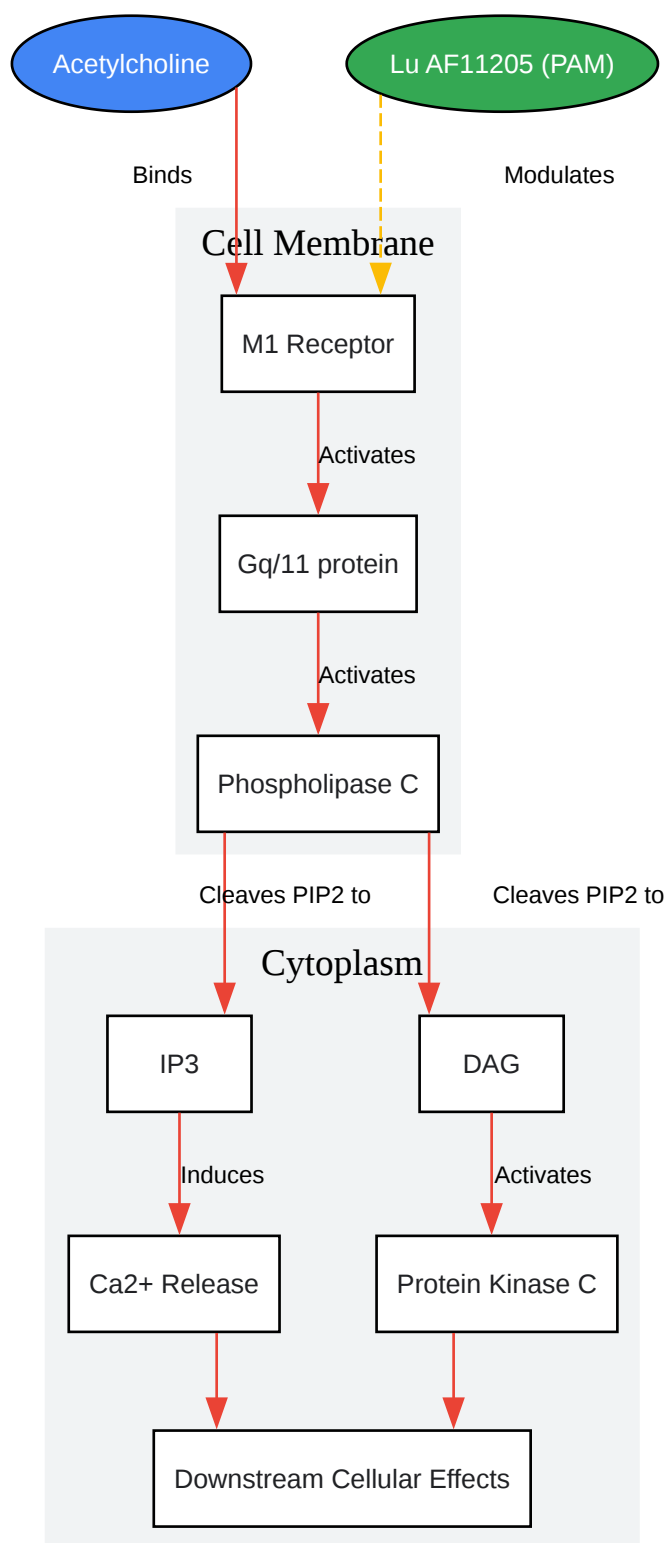 Acetylcholine
Lu AF11205 (PAM)
Binds
Modulates
Cell Membrane
M1 Receptor
Activates
Gq/11 protein
Activates
Phospholipase C
Cleaves PIP2 to
Cleaves PIP2 to
Cytoplasm
IP3
DAG
Induces
Activates
Ca2+ Release
Protein Kinase C
Downstream Cellular Effects